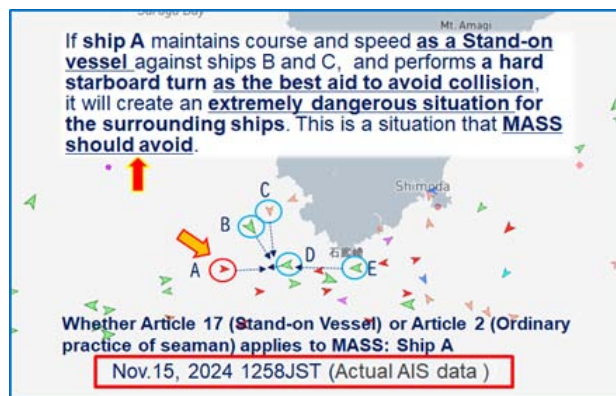 Suruga Bay
Mt. Amagi
If ship A maintains course and speed as a Stand-on
vessel against ships B and C, and performs a hard
starboard turn as the best aid to avoid collision,
it will create an extremely dangerous situation for
the surrounding ships. This is a situation that MASS
should avoid.
Shimoda
C
B
石廊崎
D
A
E
Whether Article 17 (Stand-on Vessel) or Article 2 (Ordinary
practice of seaman) applies to MASS: Ship A
Nov.15, 2024 1258JST (Actual AIS data )